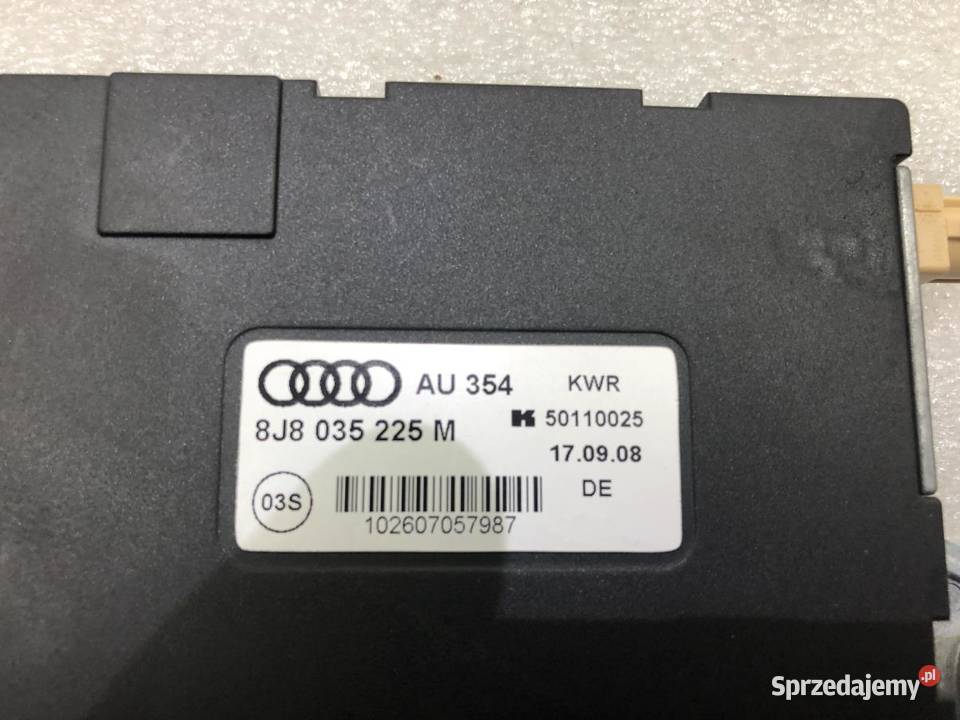 AU 354 KWR
K 50110025
8J8 035 225 M
17.09.08
03S
DE
102607057987
Sprzedajemy.pl